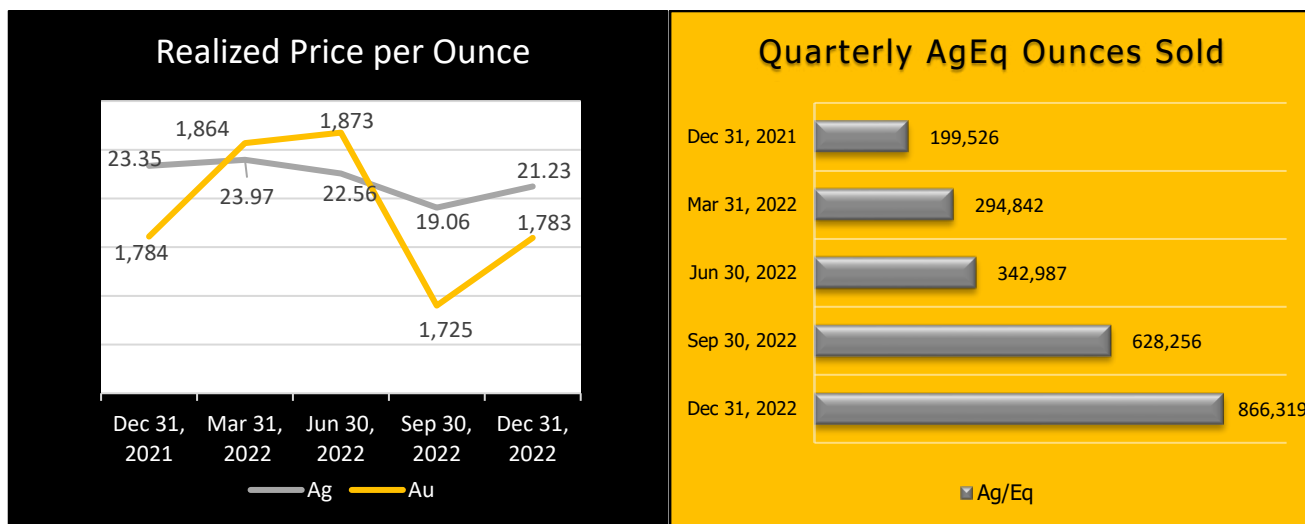 Realized Price per Ounce
1,864
1,873
23.35
21.23
23.97
22.56
19.06
1,783
1,784
1,725
Dec 31, 2021
Mar 31, 2022
Jun 30, 2022
Sep 30, 2022
Dec 31, 2022
Ag
Au
Quarterly AgEq Ounces Sold
Dec 31, 2021
199,526
Mar 31, 2022
294,842
Jun 30, 2022
342,987
Sep 30, 2022
628,256
Dec 31, 2022
866,319
Ag/Eq